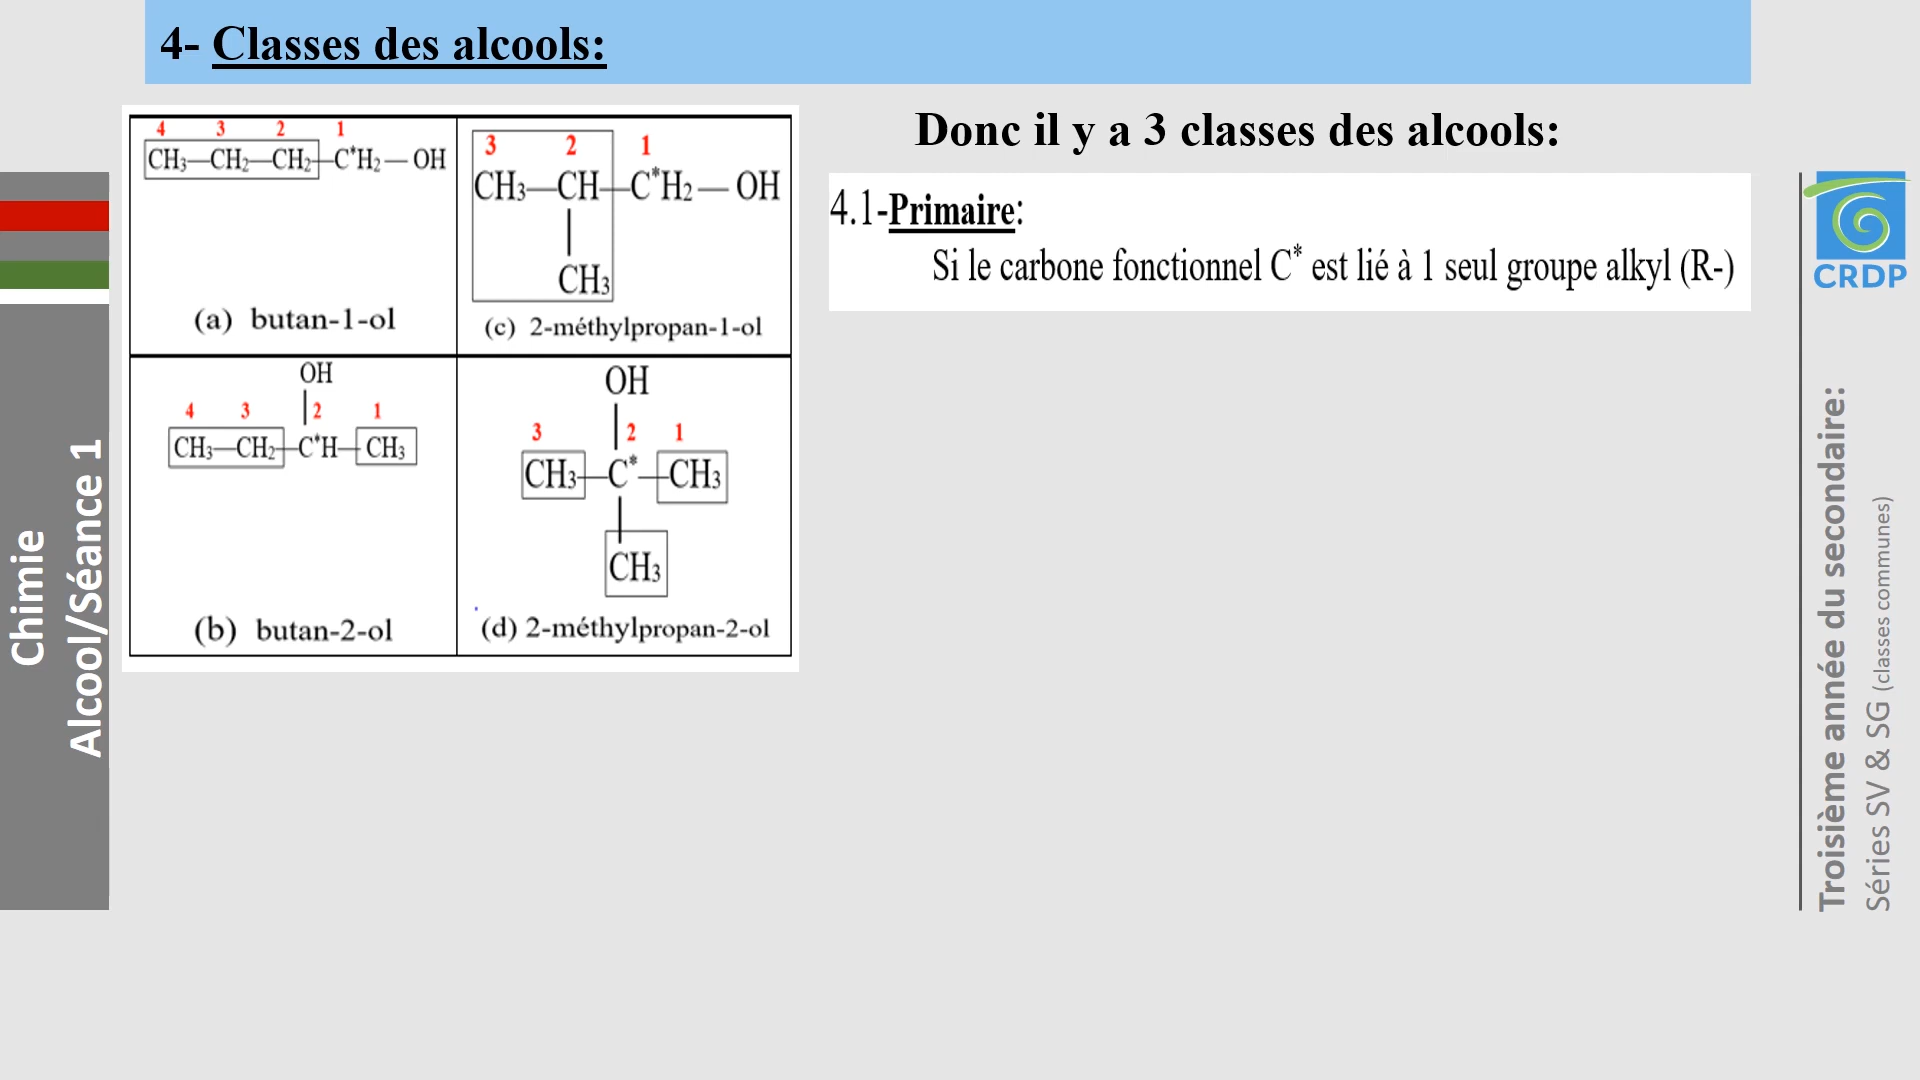 4- Classes des alcools:
4 3 2 1
CH₃—CH₂—CH₂—C*H₂—OH
(a) butan-1-ol
3 2 1
CH₃—CH—C*H₂—OH
|
CH₃
(c) 2-méthylpropan-1-ol
OH
4 3 | 2 1
CH₃—CH₂—C*H—CH₃
(b) butan-2-ol
OH
|
3 2 1
CH₃—C*—CH₃
|
CH₃
(d) 2-méthylpropan-2-ol
Donc il y a 3 classes des alcools:
4.1-Primaire:
Si le carbone fonctionnel C* est lié à 1 seul groupe alkyl (R-)
Chimie
Alcool/Séance 1
CRDP
Troisième année du secondaire:
Séries SV & SG (classes communes)